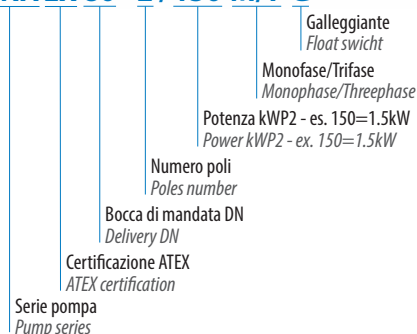 Galleggiante
Float swicht
Monofase/Trifase
Monophase/Threephase
Potenza kWP2 - es. 150=1.5kW
Power kWP2 - ex. 150=1.5kW
Numero poli
Poles number
Bocca di mandata DN
Delivery DN
Certificazione ATEX
ATEX certification
Serie pompa
Pump series